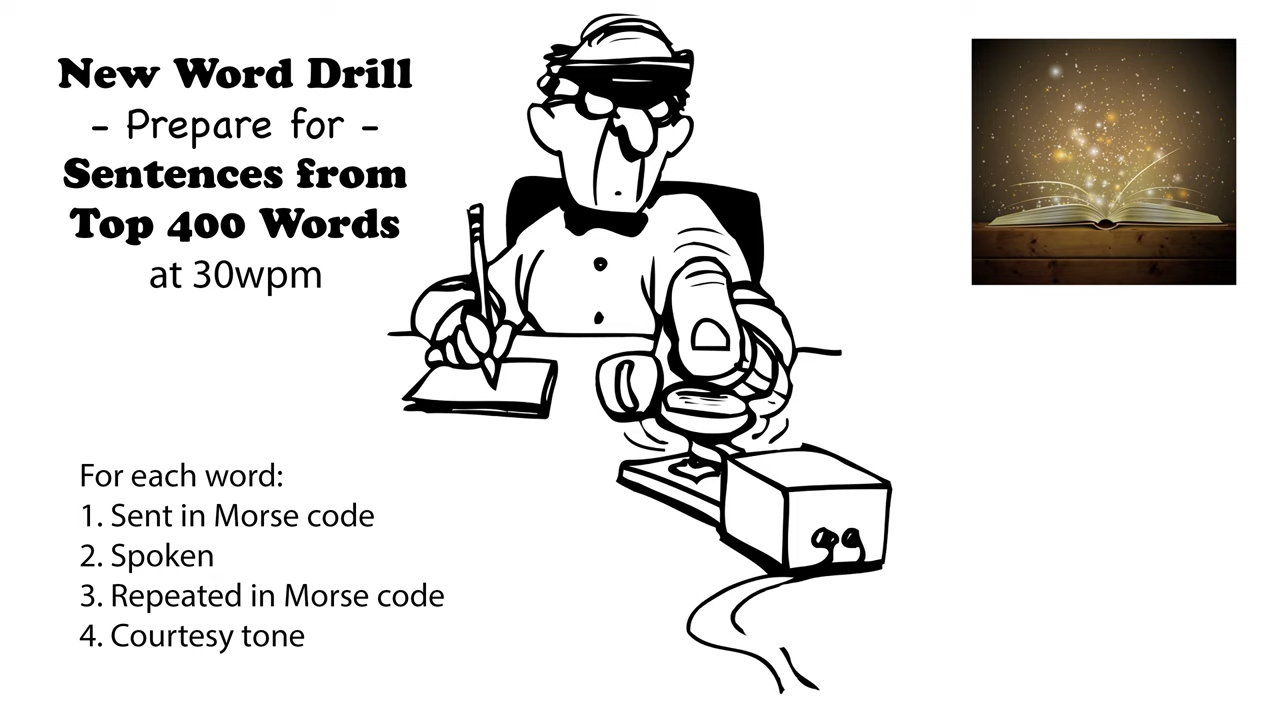 New Word Drill
- Prepare for -
Sentences from
Top 400 Words
at 30wpm
For each word:
1. Sent in Morse code
2. Spoken
3. Repeated in Morse code
4. Courtesy tone